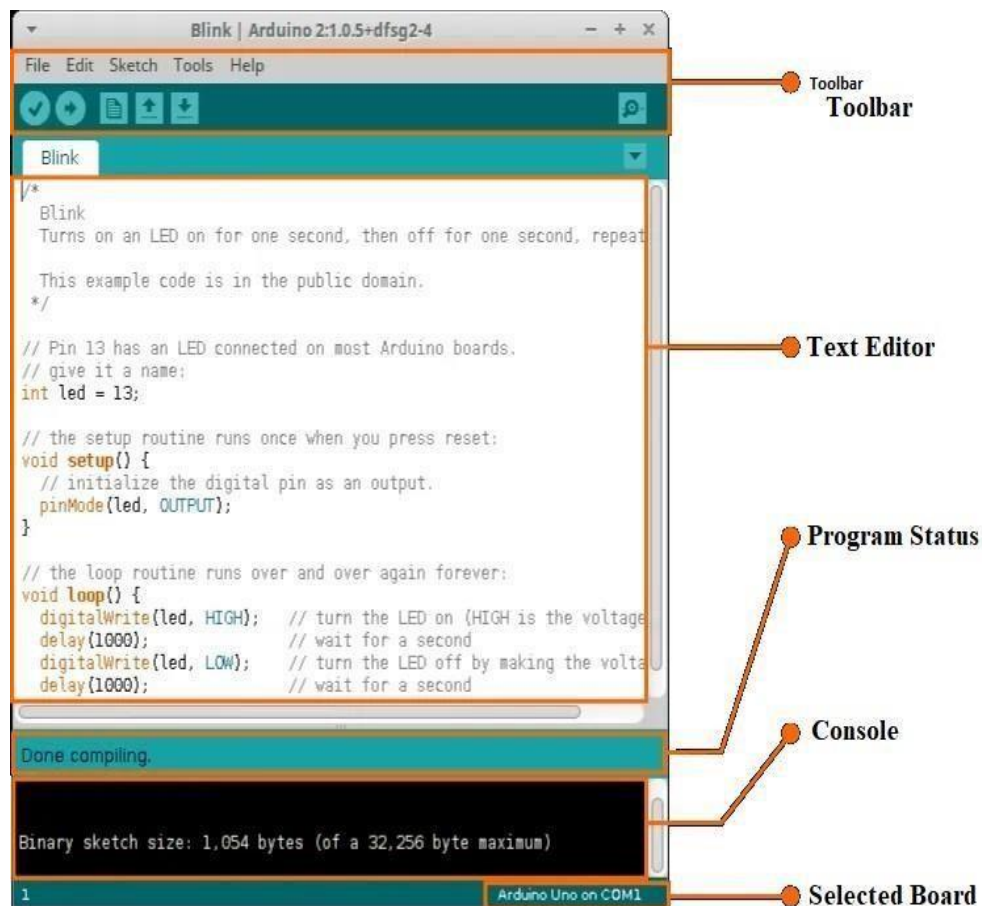 Blink | Arduino 2:1.0.5+dfsg2-4
File Edit Sketch Tools Help
Toolbar
Toolbar
Blink
/*
Blink
Turns on an LED on for one second, then off for one second, repeat
This example code is in the public domain.
*/
// Pin 13 has an LED connected on most Arduino boards.
// give it a name:
int led = 13;
// the setup routine runs once when you press reset:
void setup() {
// initialize the digital pin as an output.
pinMode(led, OUTPUT);
}
// the loop routine runs over and over again forever:
void loop() {
digitalWrite(led, HIGH); // turn the LED on (HIGH is the voltage
delay(1000); // wait for a second
digitalWrite(led, LOW); // turn the LED off by making the volta
delay(1000); // wait for a second
Text Editor
Program Status
Console
Done compiling.
Binary sketch size: 1,054 bytes (of a 32,256 byte maximum)
1
Arduino Uno on COM1
Selected Board